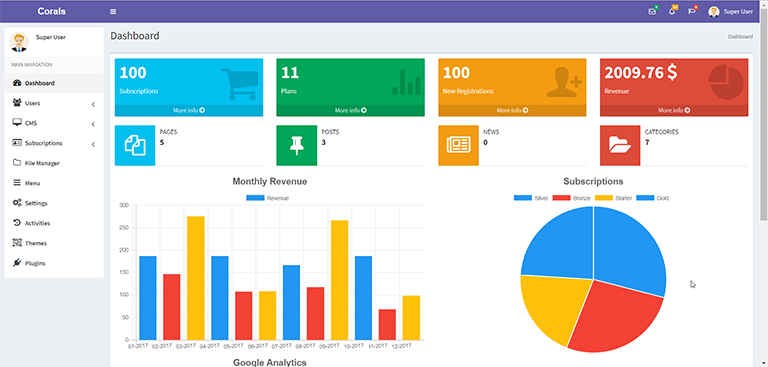 Corals
Super User
Super User
MAIN NAVIGATION
Dashboard
Users
CMS
Subscriptions
File Manager
Menu
Settings
Activities
Themes
Plugins
Dashboard
Dashboard
100
Subscriptions
More info
11
Plans
More info
100
New Registrations
More info
2009.76 $
Revenue
More info
PAGES
5
POSTS
3
NEWS
0
CATEGORIES
7
Monthly Revenue
Revenue
300
250
200
150
100
50
0
01-2017 02-2017 03-2017 04-2017 05-2017 06-2017 07-2017 08-2017 09-2017 10-2017 11-2017 12-2017
Subscriptions
Silver Bronze Starter Gold
Google Analytics